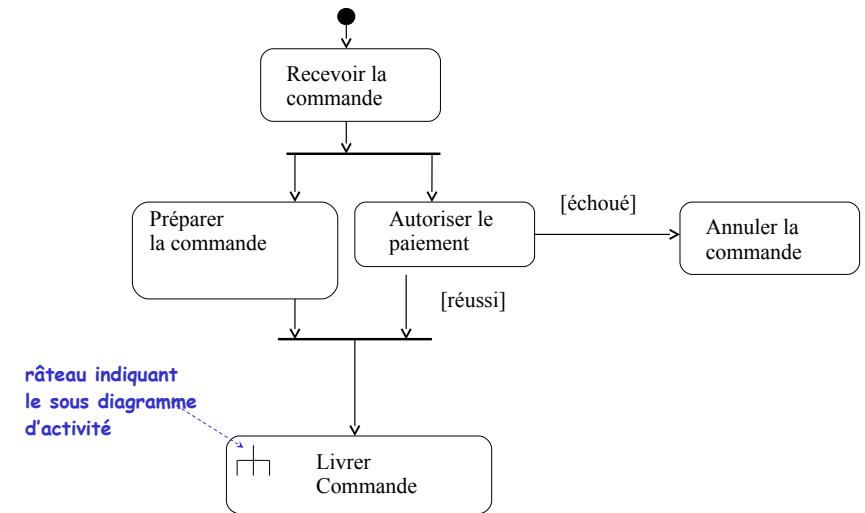 Recevoir la
commande
Préparer
la commande
Autoriser le
paiement
[échoué]
Annuler la
commande
[réussi]
râteau indiquant
le sous diagramme
d'activité
Livrer
Commande